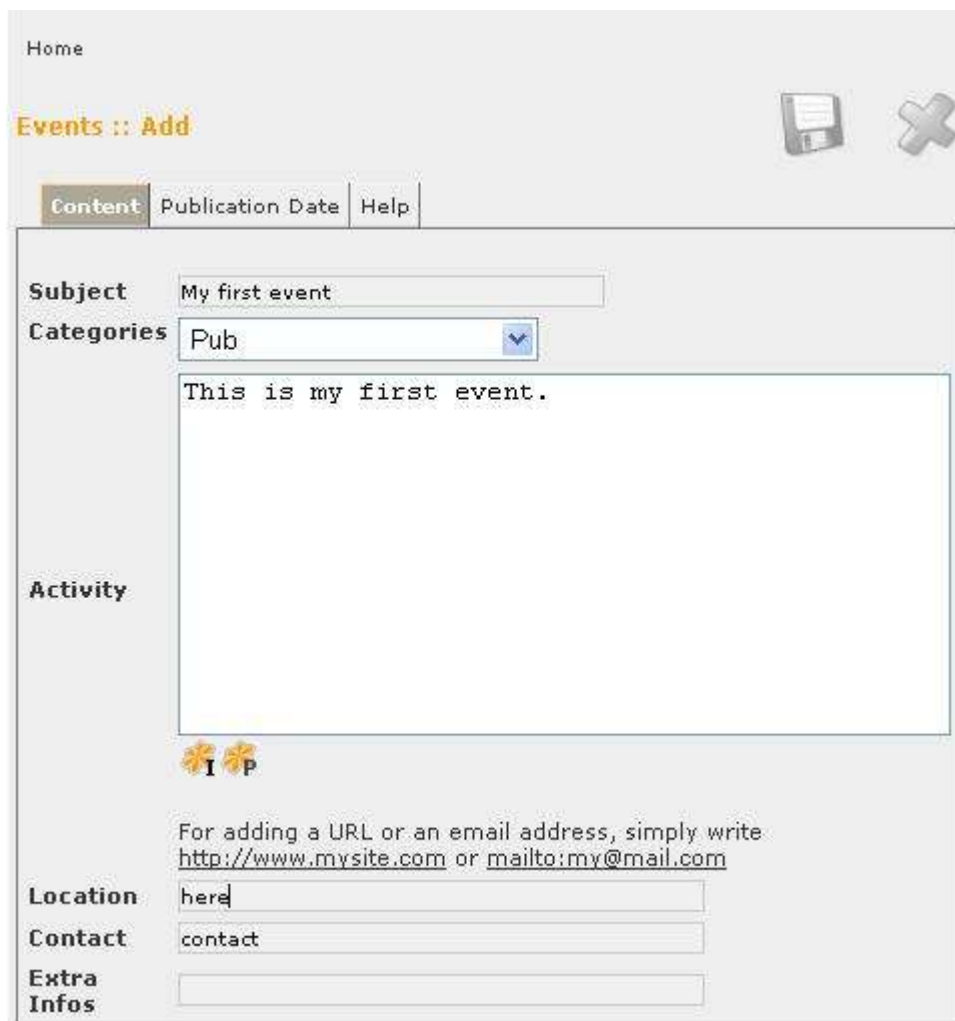 Home
Events :: Add
Content Publication Date Help
Subject My first event
Categories Pub
This is my first event.
Activity
I P
For adding a URL or an email address, simply write
http://www.mysite.com or mailto:my@mail.com
Location here
Contact contact
Extra
Infos